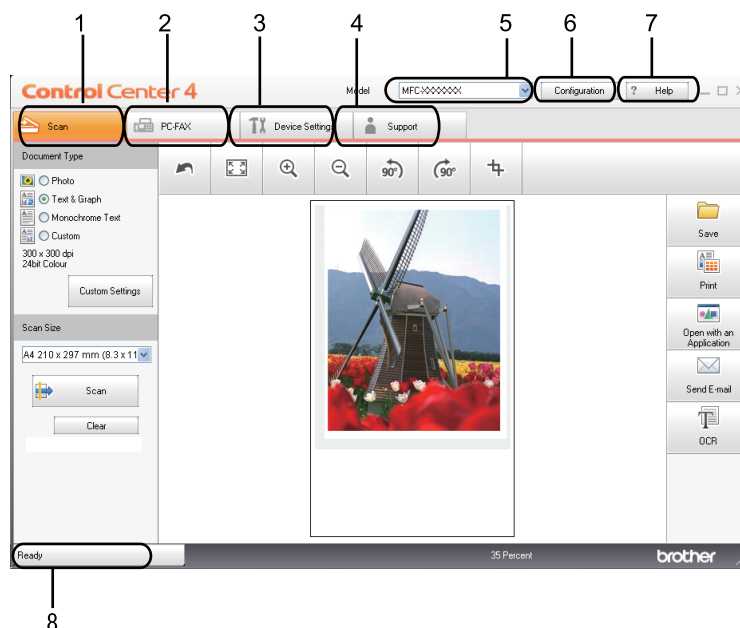 1 2 3 4 5 6 7
Control Center 4
Model MFC-XXXXXXX Configuration ? Help
Scan PC-FAX Device Settings Support
Document Type
90° 90°
Photo
Text & Graph
Monochrome Text
Custom
300 x 300 dpi
24bit Colour
Custom Settings
Scan Size
A4 210 x 297 mm (8.3 x 11
Scan
Clear
Save
Print
Open with an
Application
Send E-mail
OCR
Ready 35 Percent brother
8